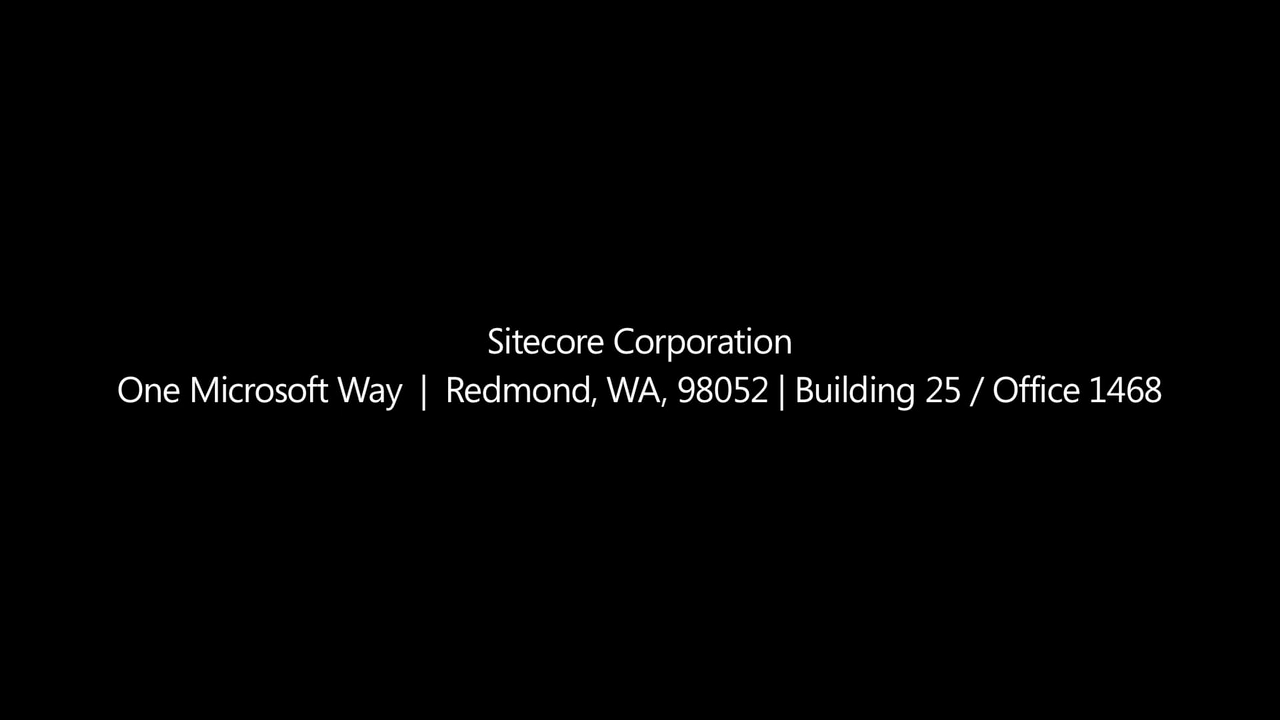 Sitecore Corporation
One Microsoft Way | Redmond, WA, 98052 | Building 25 / Office 1468